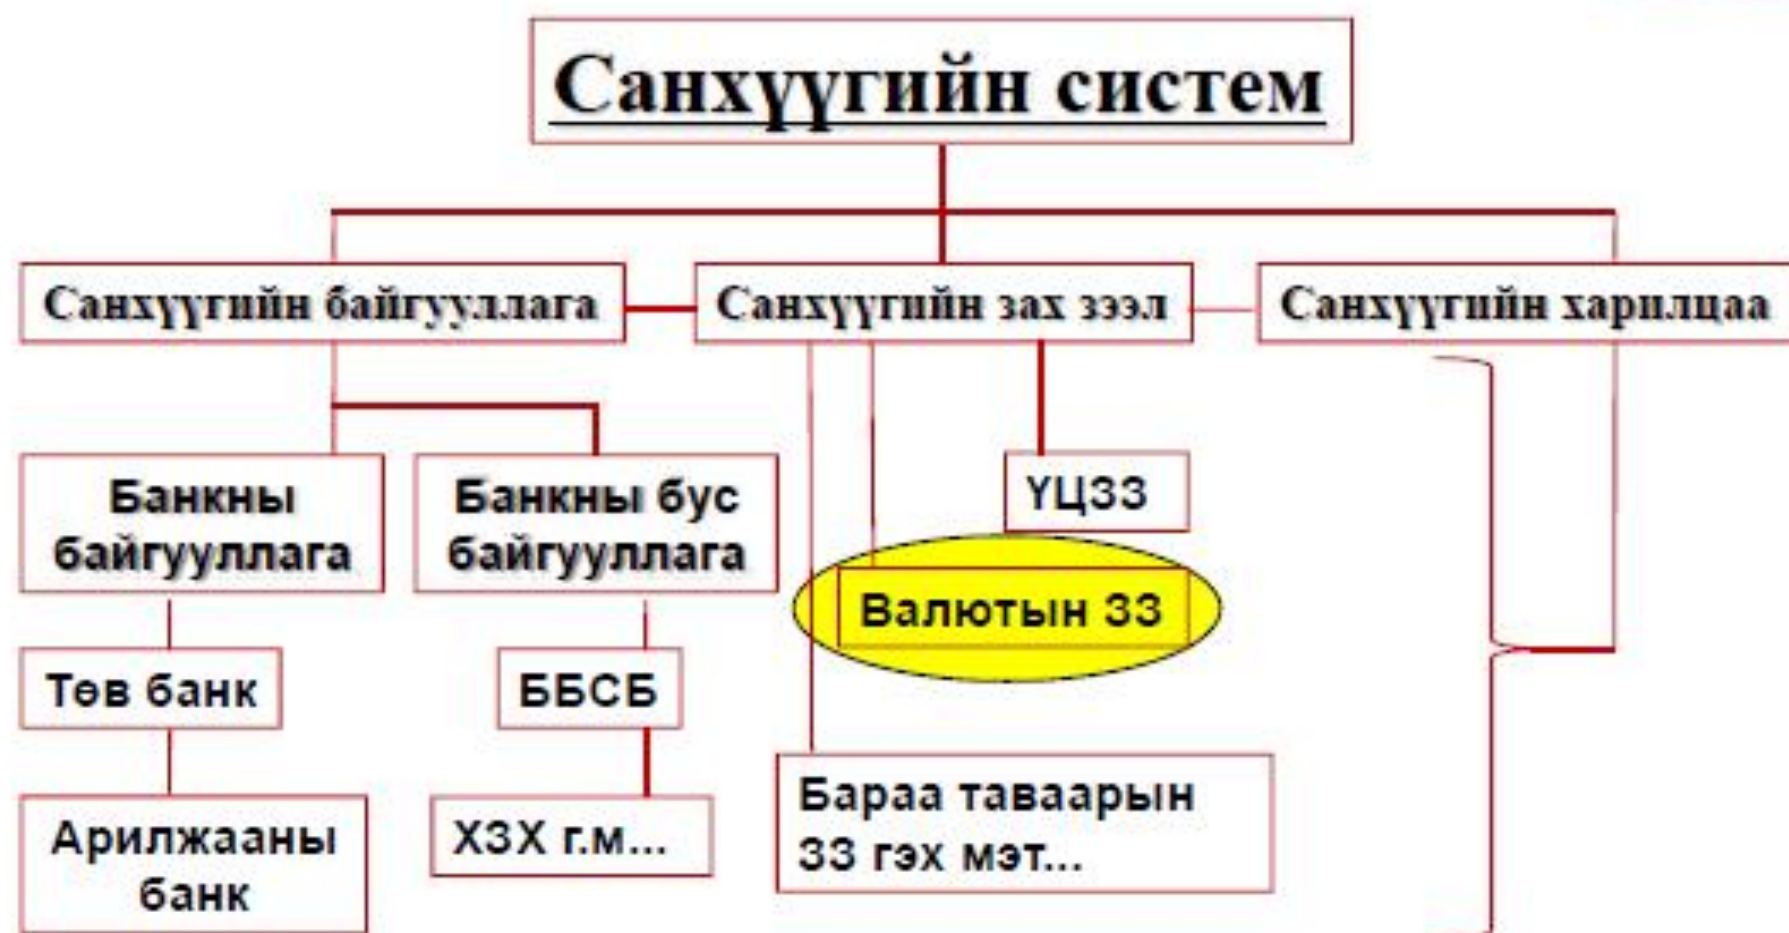 Санхүүгийн систем
Санхүүгийн байгууллага
Санхүүгийн зах зээл
Санхүүгийн харилцаа
Банкны
байгууллага
Банкны бус
байгууллага
ҮЦЗЗ
Валютын ЗЗ
Төв банк
ББСБ
Арилжааны
банк
ХЗХ г.м...
Бараа таваарын
ЗЗ гэх мэт...